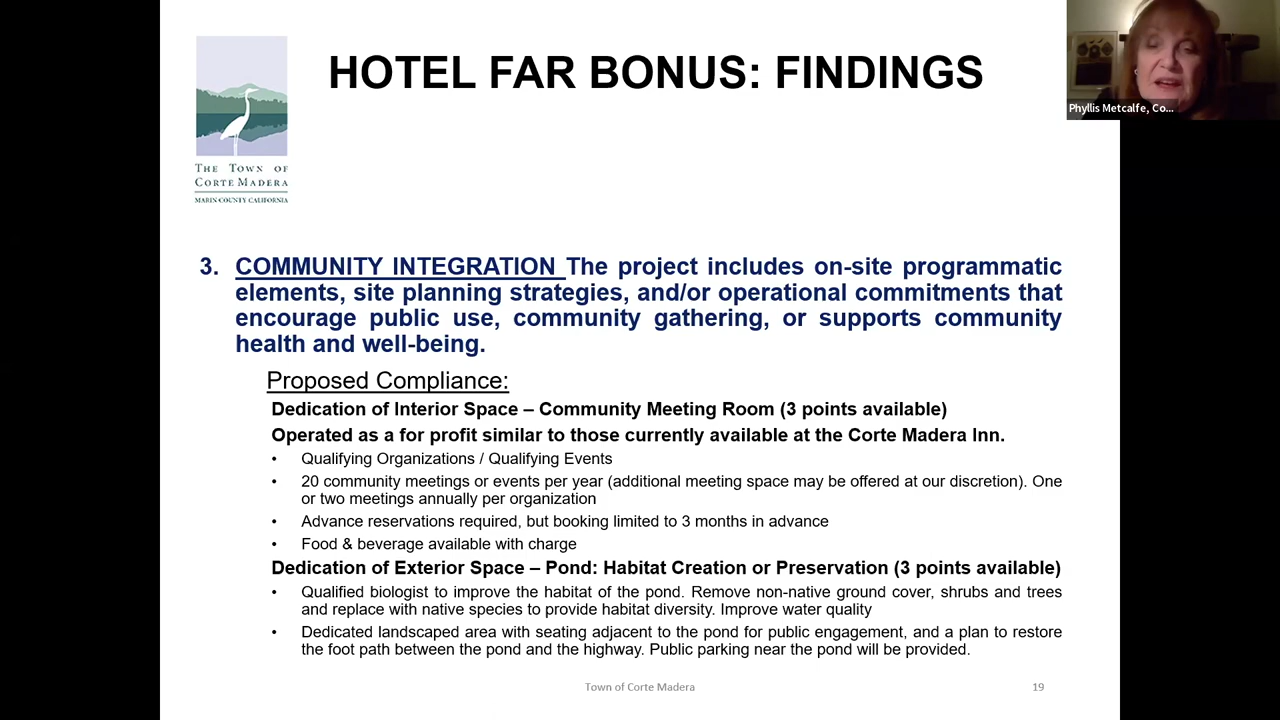 HOTEL FAR BONUS: FINDINGS
Phyllis Metcalfe, Co...
THE TOWN OF
CORTE MADERA
MARIN COUNTY CALIFORNIA
3. COMMUNITY INTEGRATION The project includes on-site programmatic
elements, site planning strategies, and/or operational commitments that
encourage public use, community gathering, or supports community
health and well-being.
Proposed Compliance:
Dedication of Interior Space – Community Meeting Room (3 points available)
Operated as a for profit similar to those currently available at the Corte Madera Inn.
• Qualifying Organizations / Qualifying Events
• 20 community meetings or events per year (additional meeting space may be offered at our discretion). One
or two meetings annually per organization
• Advance reservations required, but booking limited to 3 months in advance
• Food & beverage available with charge
Dedication of Exterior Space – Pond: Habitat Creation or Preservation (3 points available)
• Qualified biologist to improve the habitat of the pond. Remove non-native ground cover, shrubs and trees
and replace with native species to provide habitat diversity. Improve water quality
• Dedicated landscaped area with seating adjacent to the pond for public engagement, and a plan to restore
the foot path between the pond and the highway. Public parking near the pond will be provided.
Town of Corte Madera
19